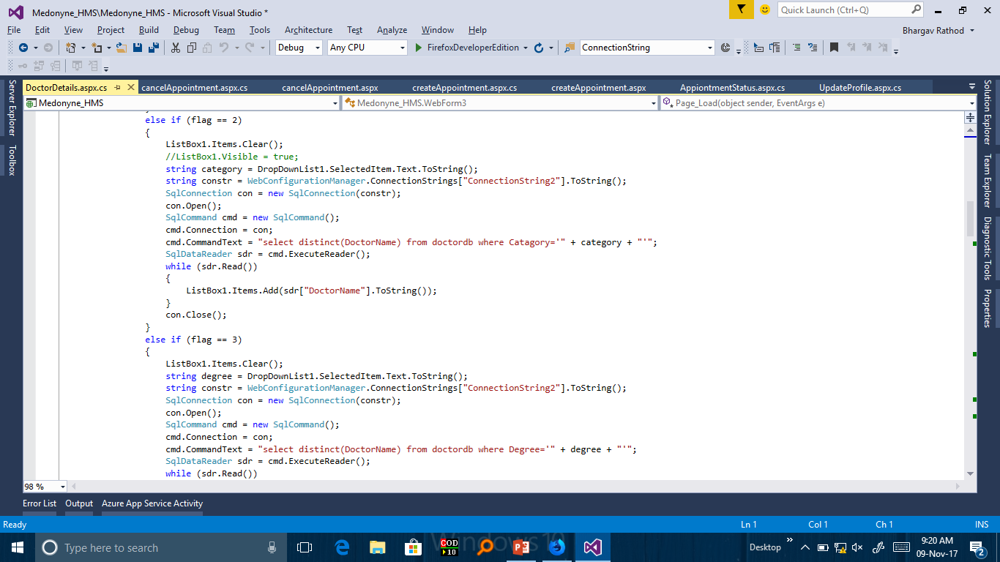 Medonyne_HMS\Medonyne_HMS - Microsoft Visual Studio *
Quick Launch (Ctrl+Q)
File Edit View Project Build Debug Team Tools Architecture Test Analyze Window Help
Bhargav Rathod
Debug Any CPU FirefoxDeveloperEdition ConnectionString
Server Explorer
Toolbox
DoctorDetails.aspx.cs cancelAppointment.aspx.cs cancelAppointment.aspx createAppointment.aspx.cs createAppointment.aspx AppiontmentStatus.aspx.cs UpdateProfile.aspx.cs
Medonyne_HMS Medonyne_HMS.WebForm3 Page_Load(object sender, EventArgs e)
else if (flag == 2)
{
ListBox1.Items.Clear();
//ListBox1.Visible = true;
string category = DropDownList1.SelectedItem.Text.ToString();
string constr = WebConfigurationManager.ConnectionStrings["ConnectionString2"].ToString();
SqlConnection con = new SqlConnection(constr);
con.Open();
SqlCommand cmd = new SqlCommand();
cmd.Connection = con;
cmd.CommandText = "select distinct(DoctorName) from doctordb where Catagory='" + category + "'";
SqlDataReader sdr = cmd.ExecuteReader();
while (sdr.Read())
{
ListBox1.Items.Add(sdr["DoctorName"].ToString());
}
con.Close();
}
else if (flag == 3)
{
ListBox1.Items.Clear();
string degree = DropDownList1.SelectedItem.Text.ToString();
string constr = WebConfigurationManager.ConnectionStrings["ConnectionString2"].ToString();
SqlConnection con = new SqlConnection(constr);
con.Open();
SqlCommand cmd = new SqlCommand();
cmd.Connection = con;
cmd.CommandText = "select distinct(DoctorName) from doctordb where Degree='" + degree + "'";
SqlDataReader sdr = cmd.ExecuteReader();
while (sdr.Read())
Solution Explorer
Team Explorer
Diagnostic Tools
Properties
98 %
Error List Output Azure App Service Activity
Ready Ln 1 Col 1 Ch 1 INS
Type here to search
COD
10
Windows 10
Desktop
9:20 AM
09-Nov-17
2